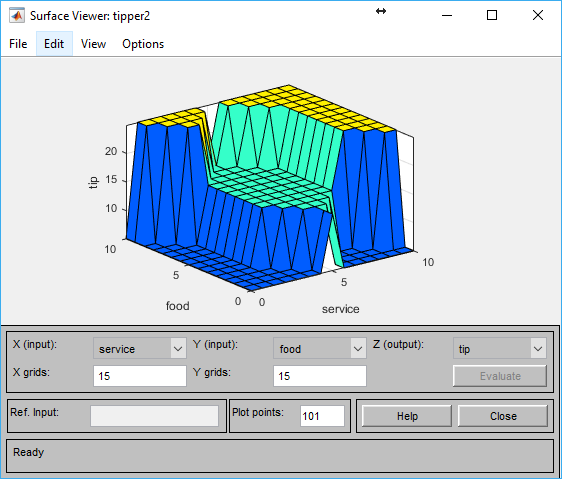 Surface Viewer: tipper2
File Edit View Options
20
15
10
tip
10
5
0
food
0
5
10
service
X (input): service Y (input): food Z (output): tip
X grids: 15 Y grids: 15 Evaluate
Ref. Input: Plot points: 101 Help Close
Ready